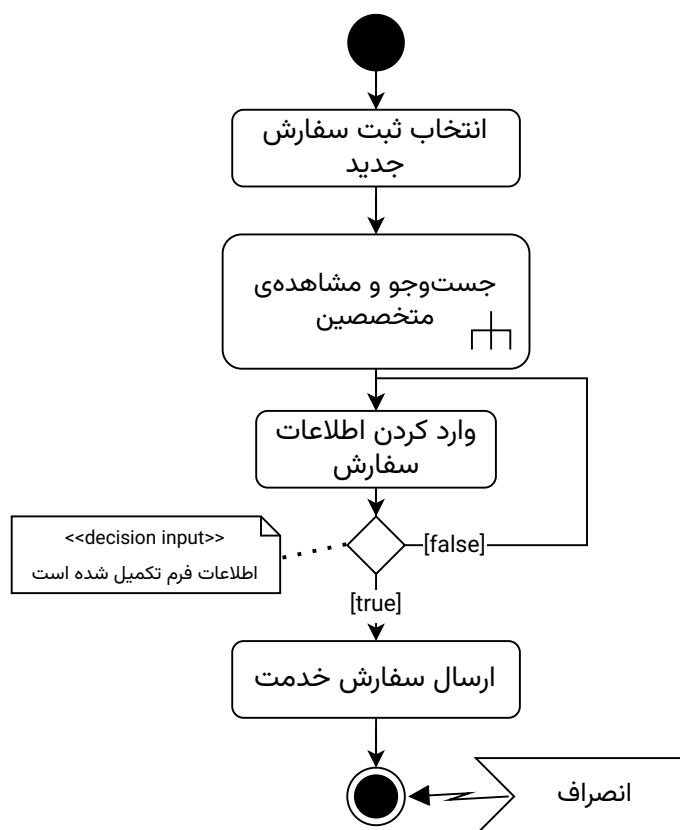 انتخاب ثبت سفارش
جدید
جست‌وجو و مشاهده‌ی
متخصصین
وارد کردن اطلاعات
سفارش
<<decision input>>
اطلاعات فرم تکمیل شده است
[false]
[true]
ارسال سفارش خدمت
انصراف